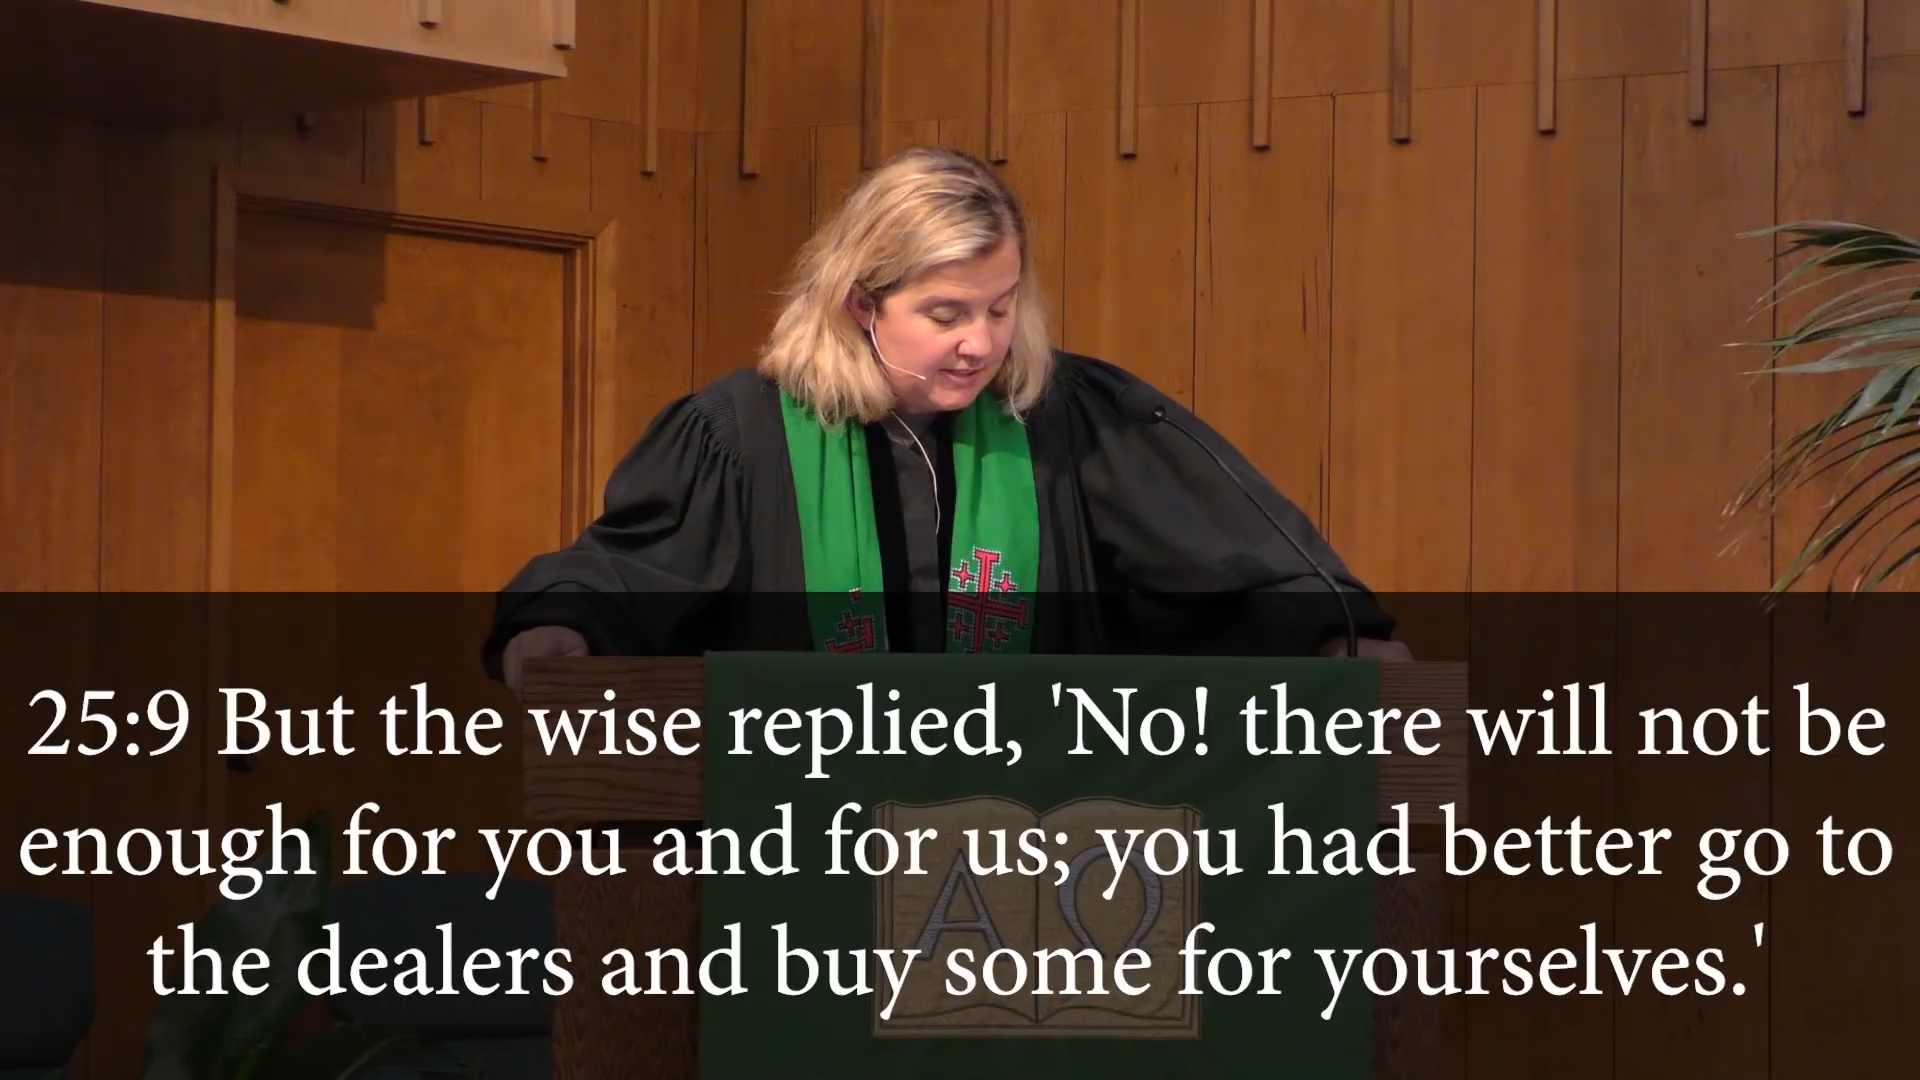 25:9 But the wise replied, 'No! there will not be
enough for you and for us; you had better go to
the dealers and buy some for yourselves.'
Α Ω